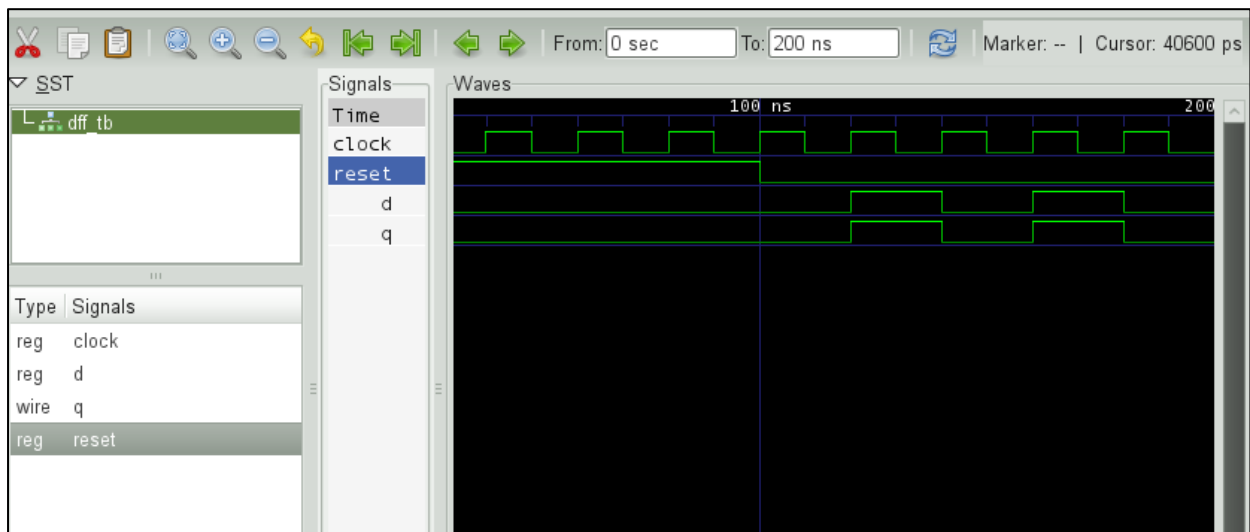 From: 0 sec To: 200 ns Marker: -- | Cursor: 40600 ps
SST
dff_tb
Type Signals
reg clock
reg d
wire q
reg reset
Signals
Time
clock
reset
d
q
Waves
100 ns 200